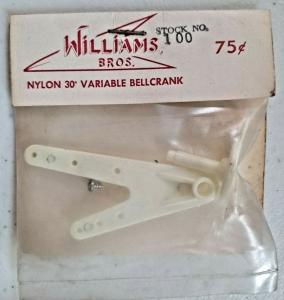 STOCK NO.
100
WILLIAMS
BROS.
75¢
NYLON 30° VARIABLE BELLCRANK